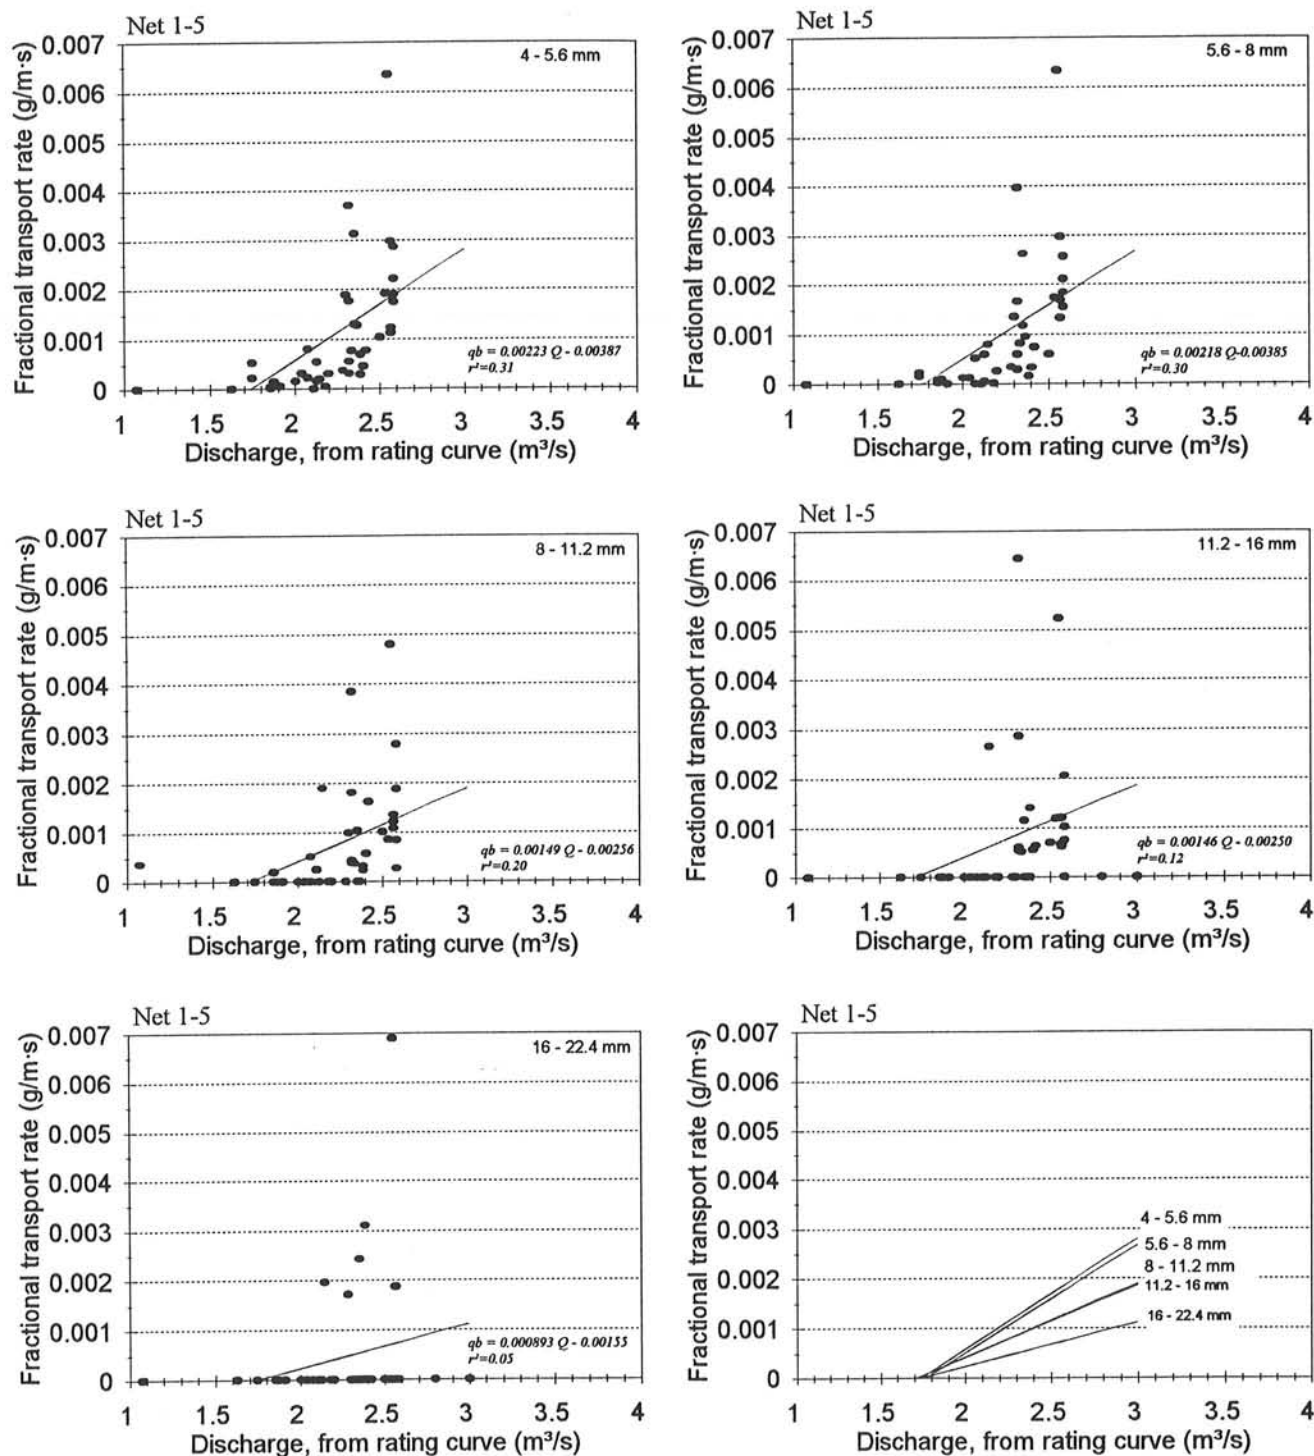 Net 1-5
4 - 5.6 mm
Fractional transport rate (g/m·s)
0.007
0.006
0.005
0.004
0.003
0.002
0.001
0
qb = 0.00223 Q - 0.00387
r²=0.31
1 1.5 2 2.5 3 3.5 4
Discharge, from rating curve (m³/s)
Net 1-5
5.6 - 8 mm
Fractional transport rate (g/m·s)
0.007
0.006
0.005
0.004
0.003
0.002
0.001
0
qb = 0.00218 Q-0.00385
r²=0.30
1 1.5 2 2.5 3 3.5 4
Discharge, from rating curve (m³/s)
Net 1-5
8 - 11.2 mm
Fractional transport rate (g/m·s)
0.007
0.006
0.005
0.004
0.003
0.002
0.001
0
qb = 0.00149 Q - 0.00256
r²=0.20
1 1.5 2 2.5 3 3.5 4
Discharge, from rating curve (m³/s)
Net 1-5
11.2 - 16 mm
Fractional transport rate (g/m·s)
0.007
0.006
0.005
0.004
0.003
0.002
0.001
0
qb = 0.00146 Q - 0.00250
r²=0.12
1 1.5 2 2.5 3 3.5 4
Discharge, from rating curve (m³/s)
Net 1-5
16 - 22.4 mm
Fractional transport rate (g/m·s)
0.007
0.006
0.005
0.004
0.003
0.002
0.001
0
qb = 0.000893 Q - 0.00155
r²=0.05
1 1.5 2 2.5 3 3.5 4
Discharge, from rating curve (m³/s)
Net 1-5
Fractional transport rate (g/m·s)
0.007
0.006
0.005
0.004
0.003
0.002
0.001
0
4 - 5.6 mm
5.6 - 8 mm
8 - 11.2 mm
11.2 - 16 mm
16 - 22.4 mm
1 1.5 2 2.5 3 3.5 4
Discharge, from rating curve (m³/s)